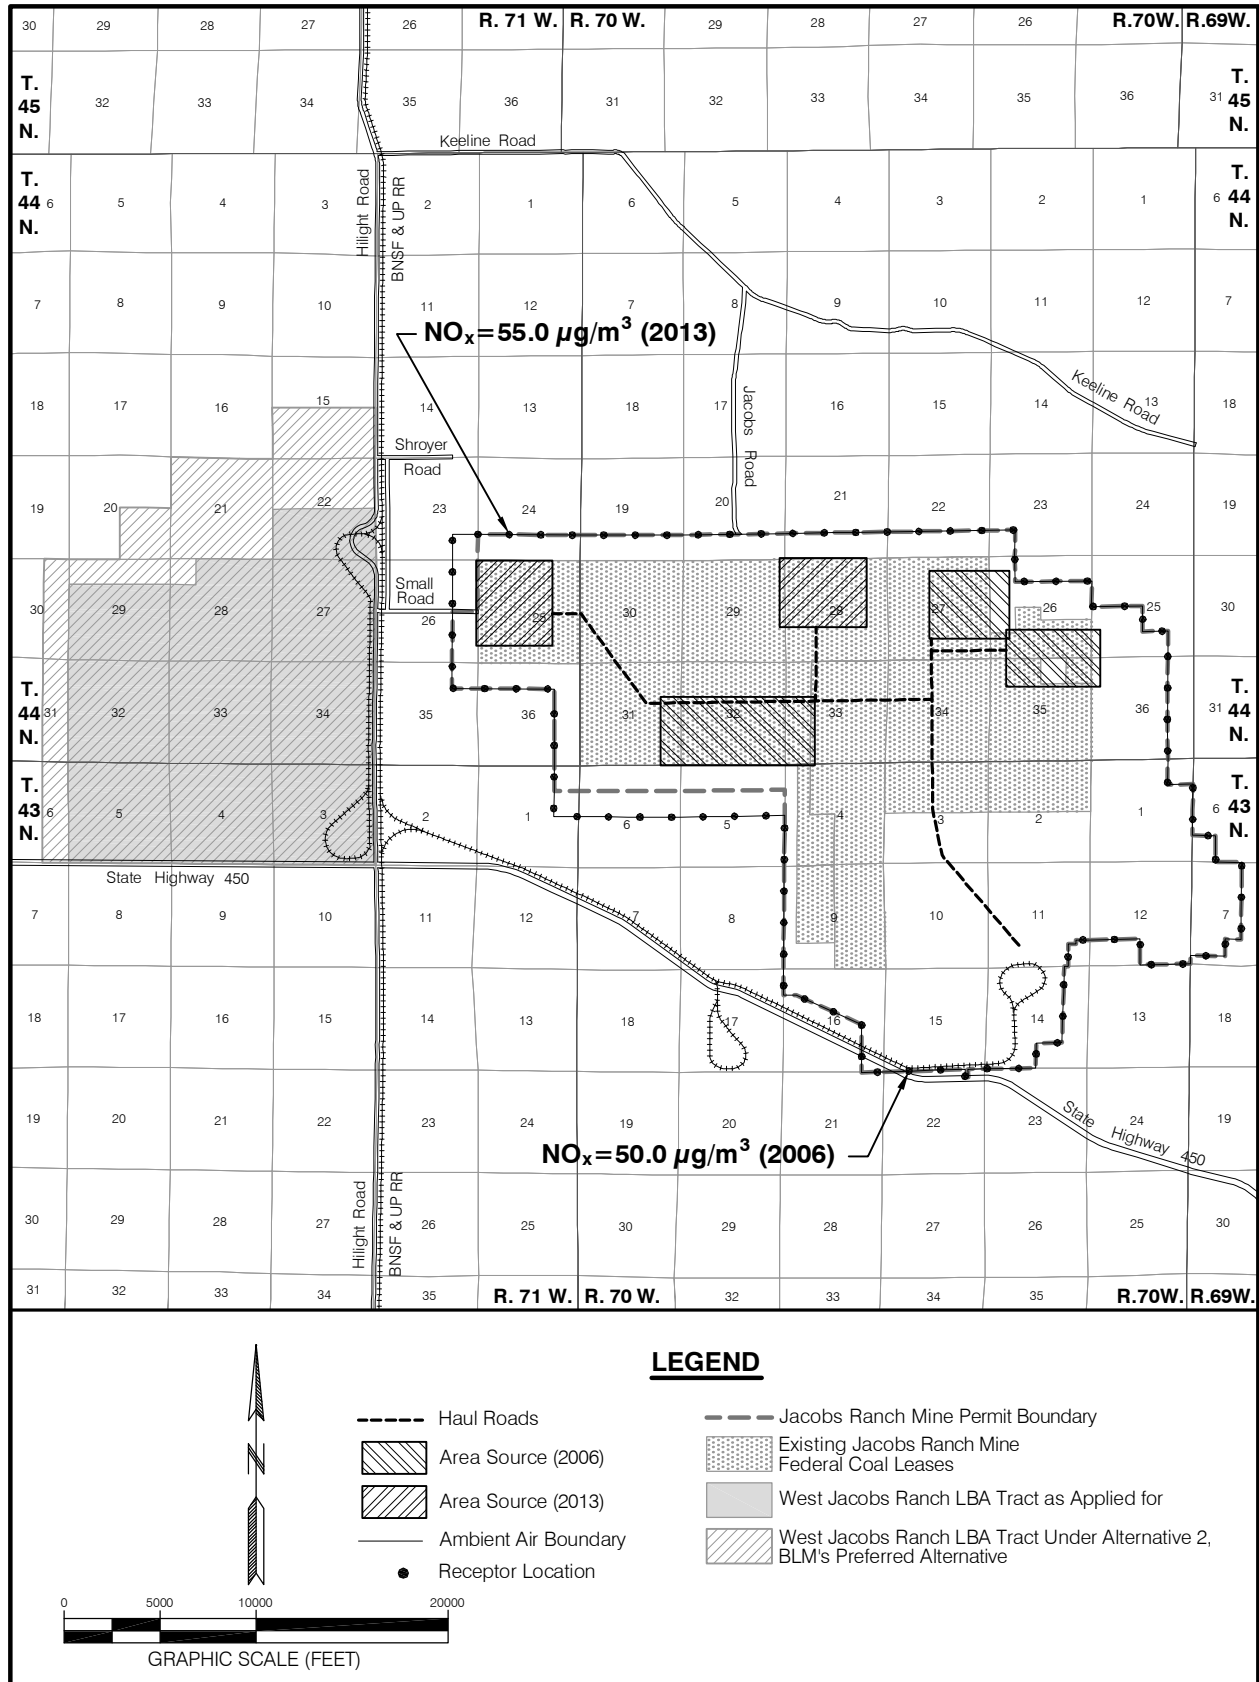 30 29 28 27 26 R. 71 W. R. 70 W. 29 28 27 26 R.70W. R.69W.
T. 45 N. 32 33 34 35 36 31 32 33 34 35 36 31 T. 45 N.
Keeline Road
T. 44 N. 6 5 4 3 2 1 6 5 4 3 2 1 6 T. 44 N.
Hilight Road
BNSF & UP RR
7 8 9 10 11 12 7 8 9 10 11 12 7
NOx=55.0 µg/m3 (2013)
18 17 16 15 14 13 18 17 16 15 14 13 18
Jacobs Road
Keeline Road
Shroyer
Road
19 20 21 22 23 24 19 20 21 22 23 24 19
Small
Road
30 29 28 27 26 25 30 29 28 27 26 25 30
T. 44 N. 31 32 33 34 35 36 31 32 33 34 35 36 31 T. 44 N.
T. 43 N. 6 5 4 3 2 1 6 5 4 3 2 1 6 T. 43 N.
State Highway 450
7 8 9 10 11 12 7 8 9 10 11 12 7
18 17 16 15 14 13 18 17 16 15 14 13 18
19 20 21 22 23 24 19 20 21 22 23 24 19
State Highway 450
NOx=50.0 µg/m3 (2006)
Hilight Road
BNSF & UP RR
30 29 28 27 26 25 30 29 28 27 26 25 30
31 32 33 34 35 R. 71 W. R. 70 W. 32 33 34 35 R.70W. R.69W.
LEGEND
Haul Roads
Area Source (2006)
Area Source (2013)
Ambient Air Boundary
Receptor Location
Jacobs Ranch Mine Permit Boundary
Existing Jacobs Ranch Mine
Federal Coal Leases
West Jacobs Ranch LBA Tract as Applied for
West Jacobs Ranch LBA Tract Under Alternative 2,
BLM's Preferred Alternative
N
0 5000 10000 20000
GRAPHIC SCALE (FEET)